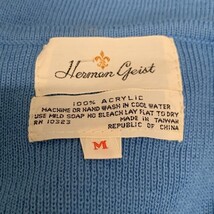 Herman Geist
100% ACRYLIC
MACHINE OR HAND WASH IN COOL WATER
USE MILD SOAP NO BLEACH LAY FLAT TO DRY
RN 10323 MADE IN TAIWAN
REPUBLIC OF CHINA
M